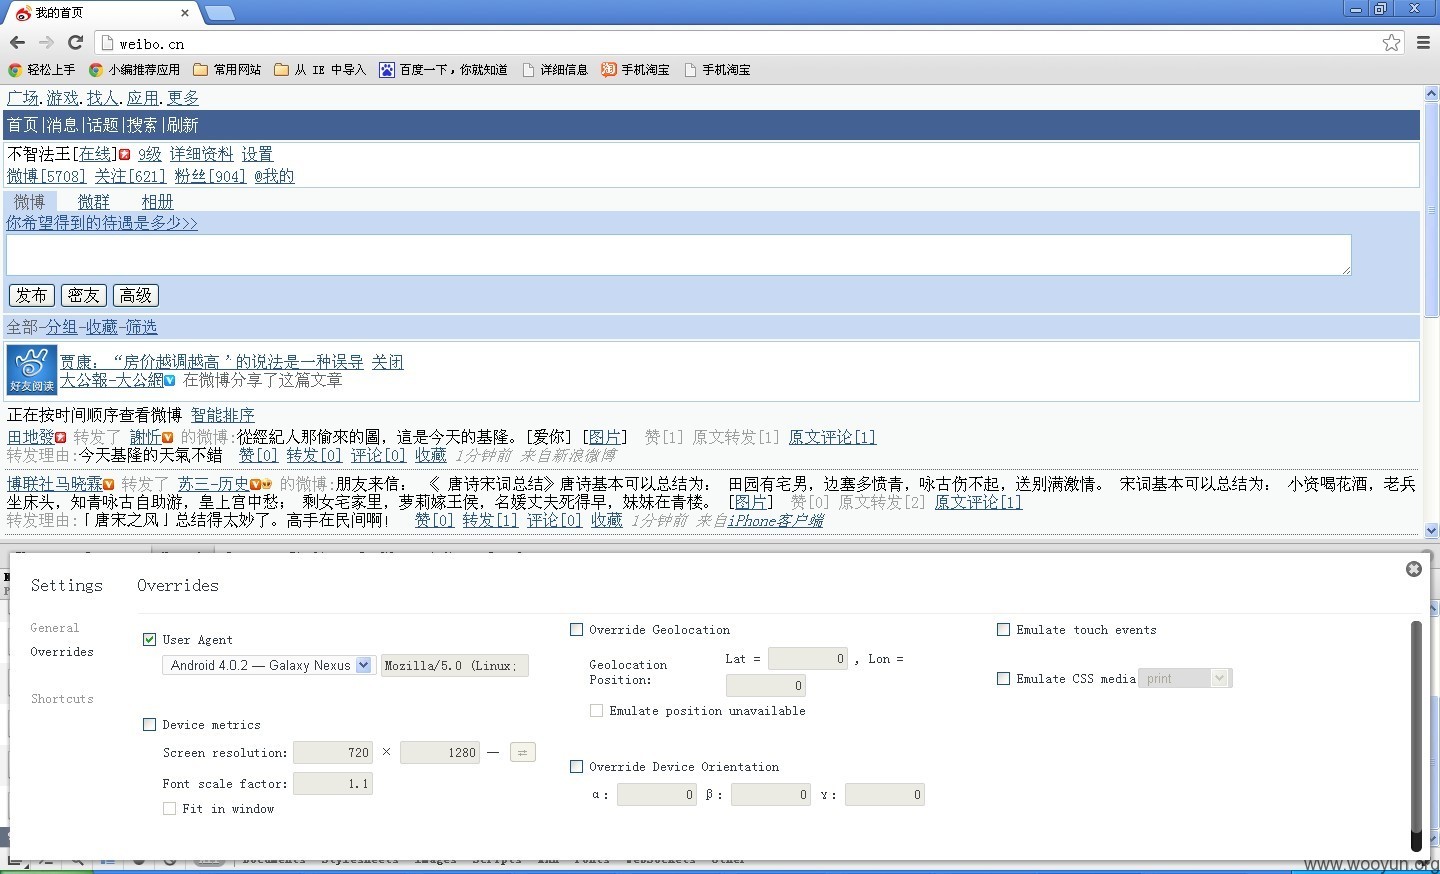 我的首页
weibo.cn
轻松上手 小编推荐应用 常用网站 从 IE 中导入 百度一下，你就知道 详细信息 手机淘宝 手机淘宝
广场.游戏.找人.应用.更多
首页|消息|话题|搜索|刷新
不智法王[在线] 9级 详细资料 设置
微博[5708] 关注[621] 粉丝[904] @我的
微博 微群 相册
你希望得到的待遇是多少>>
发布 密友 高级
全部-分组-收藏-筛选
贾康：“房价越调越高’的说法是一种误导 关闭
好友阅读 大公報-大公網 在微博分享了这篇文章
正在按时间顺序查看微博 智能排序
田地發 转发了 謝忻 的微博:從經紀人那偷來的圖，這是今天的基隆。[爱你] [图片] 赞[1] 原文转发[1] 原文评论[1]
转发理由:今天基隆的天氣不錯 赞[0] 转发[0] 评论[0] 收藏 1分钟前 来自新浪微博
博联社马晓霖 转发了 苏三-历史 的微博:朋友来信： 《 唐诗宋词总结》唐诗基本可以总结为： 田园有宅男，边塞多愤青，咏古伤不起，送别满激情。 宋词基本可以总结为： 小资喝花酒，老兵
坐床头，知青咏古自助游，皇上宫中愁； 剩女宅家里，萝莉嫁王侯，名媛丈夫死得早，妹妹在青楼。 [图片] 赞[0] 原文转发[2] 原文评论[1]
转发理由:「唐宋之风」总结得太妙了。高手在民间啊! 赞[0] 转发[1] 评论[0] 收藏 1分钟前 来自iPhone客户端
Settings Overrides
General
Overrides
Shortcuts
User Agent
Android 4.0.2 — Galaxy Nexus Mozilla/5.0 (Linux;
Device metrics
Screen resolution: 720 × 1280 —
Font scale factor: 1.1
Fit in window
Override Geolocation
Geolocation Position: Lat = 0 , Lon = 0
Emulate position unavailable
Override Device Orientation
α: 0 β: 0 γ: 0
Emulate touch events
Emulate CSS media print
Documents Stylesheets Images Scripts XHR Fonts WebSockets Other
www.wooyun.org